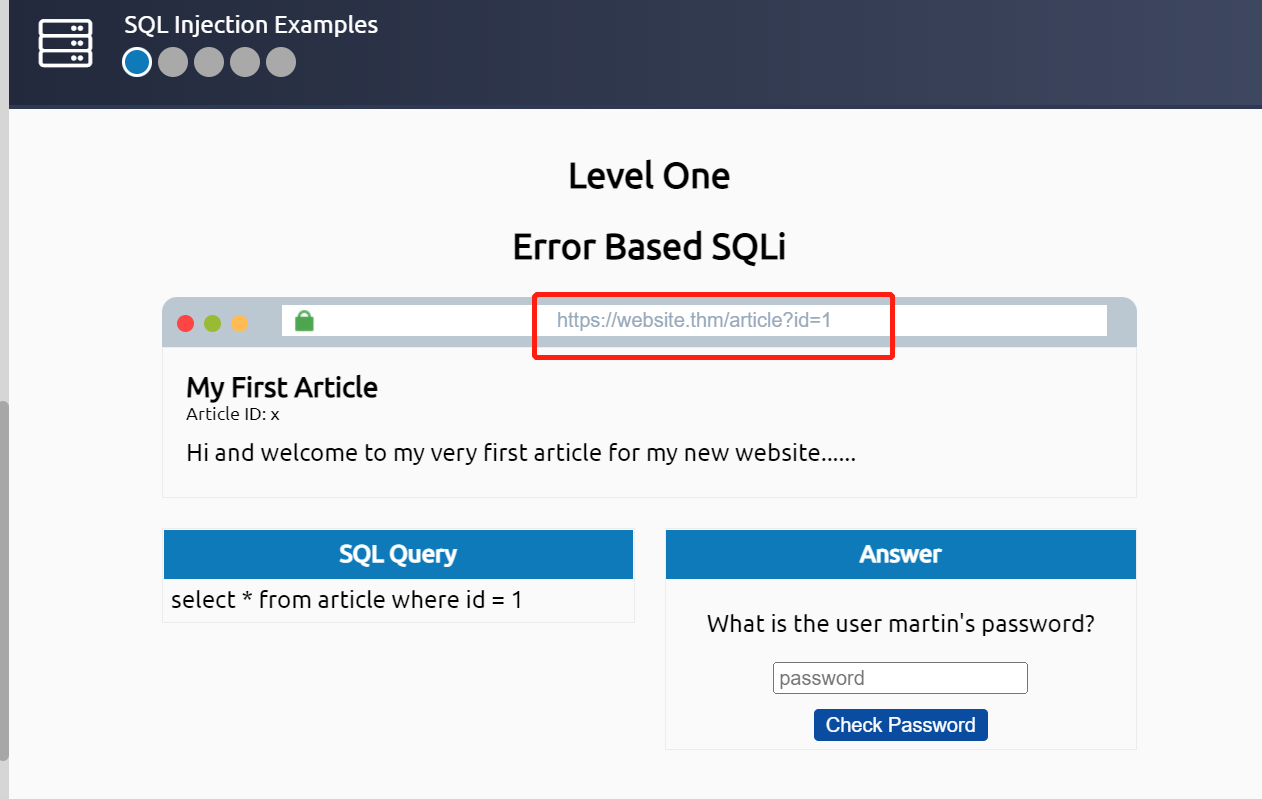 SQL Injection Examples
Level One
Error Based SQLi
https://website.thm/article?id=1
My First Article
Article ID: x
Hi and welcome to my very first article for my new website......
SQL Query
select * from article where id = 1
Answer
What is the user martin's password?
password
Check Password